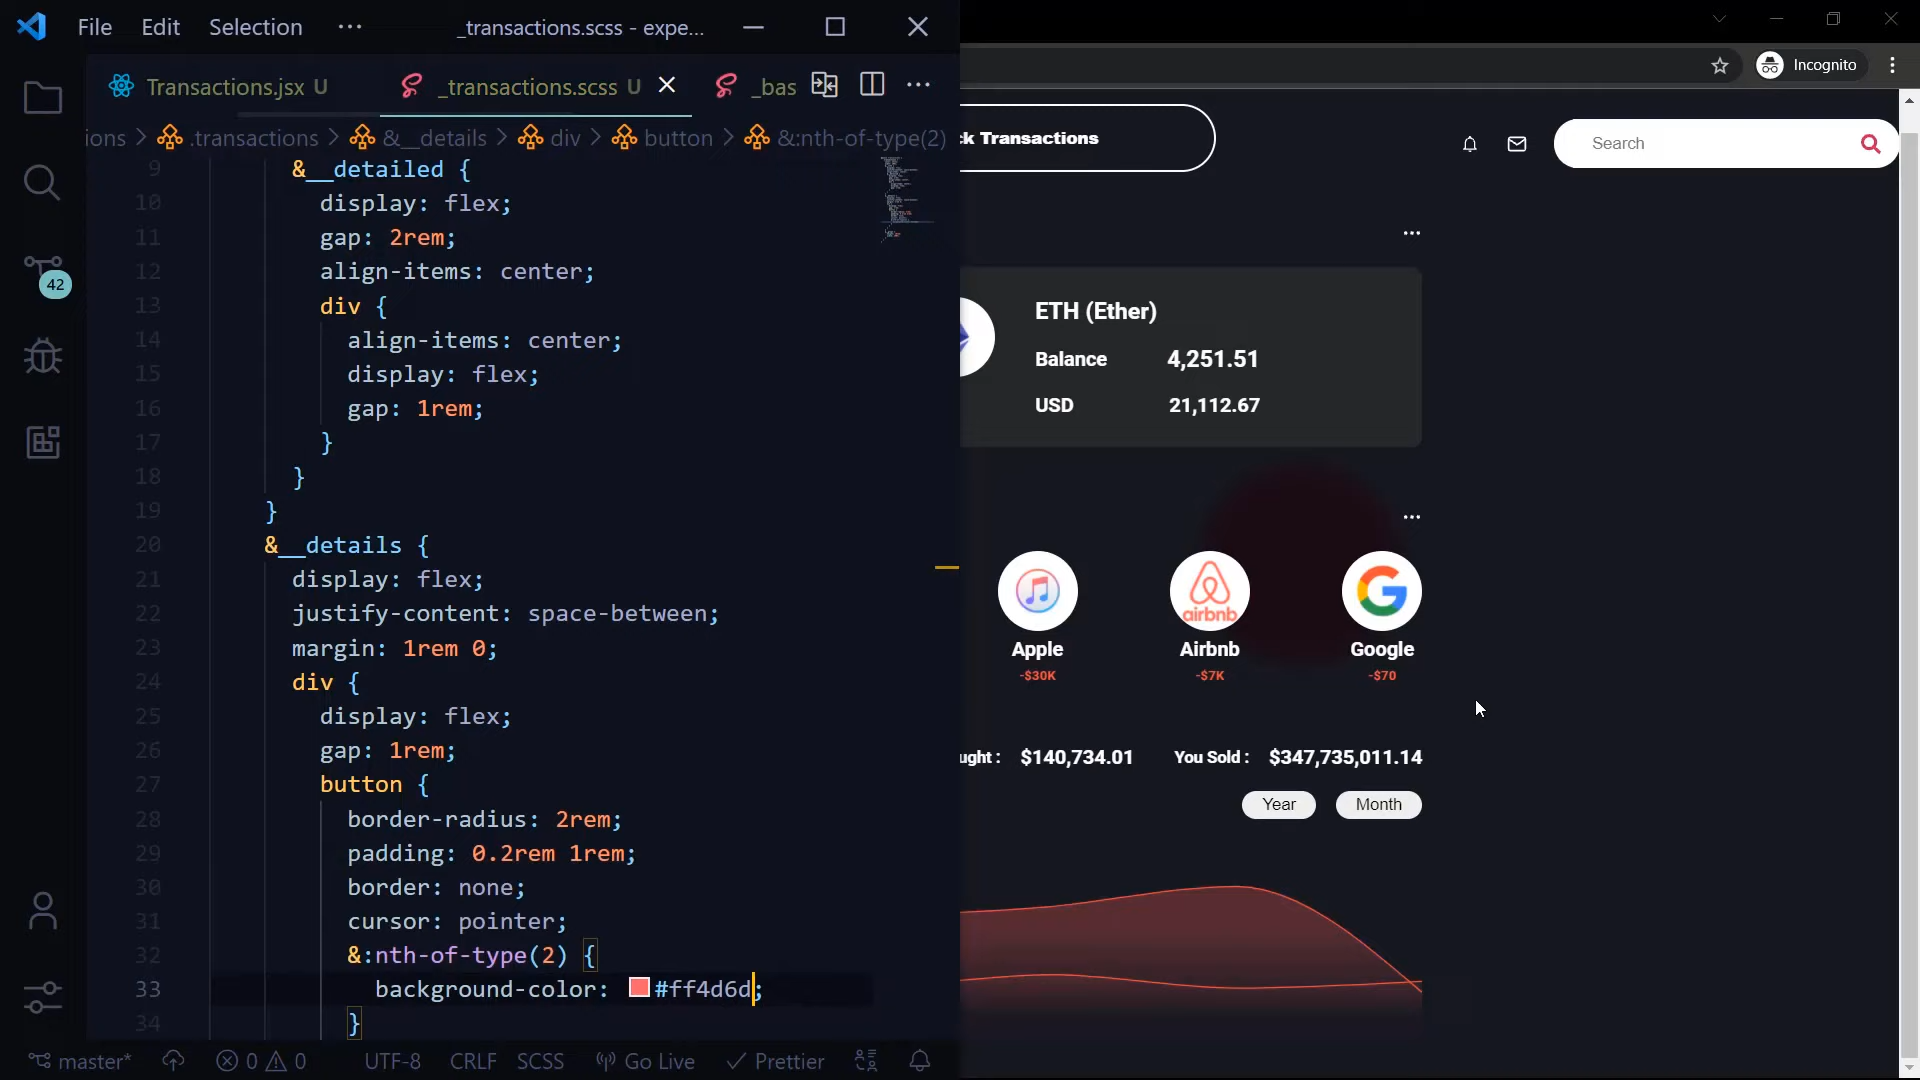 File Edit Selection ··· _transactions.scss - expe...
Transactions.jsx U _transactions.scss U _bas
ions > .transactions > &__details > div > button > &:nth-of-type(2)
9 &__detailed {
10 display: flex;
11 gap: 2rem;
12 align-items: center;
13 div {
14 align-items: center;
15 display: flex;
16 gap: 1rem;
17 }
18 }
19 }
20 &__details {
21 display: flex;
22 justify-content: space-between;
23 margin: 1rem 0;
24 div {
25 display: flex;
26 gap: 1rem;
27 button {
28 border-radius: 2rem;
29 padding: 0.2rem 1rem;
30 border: none;
31 cursor: pointer;
32 &:nth-of-type(2) {
33 background-color: #ff4d6d;
34 }
42
master* 0 0 UTF-8 CRLF SCSS Go Live Prettier
Incognito
ck Transactions
Search
ETH (Ether)
Balance 4,251.51
USD 21,112.67
airbnb
Apple Airbnb Google
-$30K -$7K -$70
ught : $140,734.01 You Sold : $347,735,011.14
Year Month